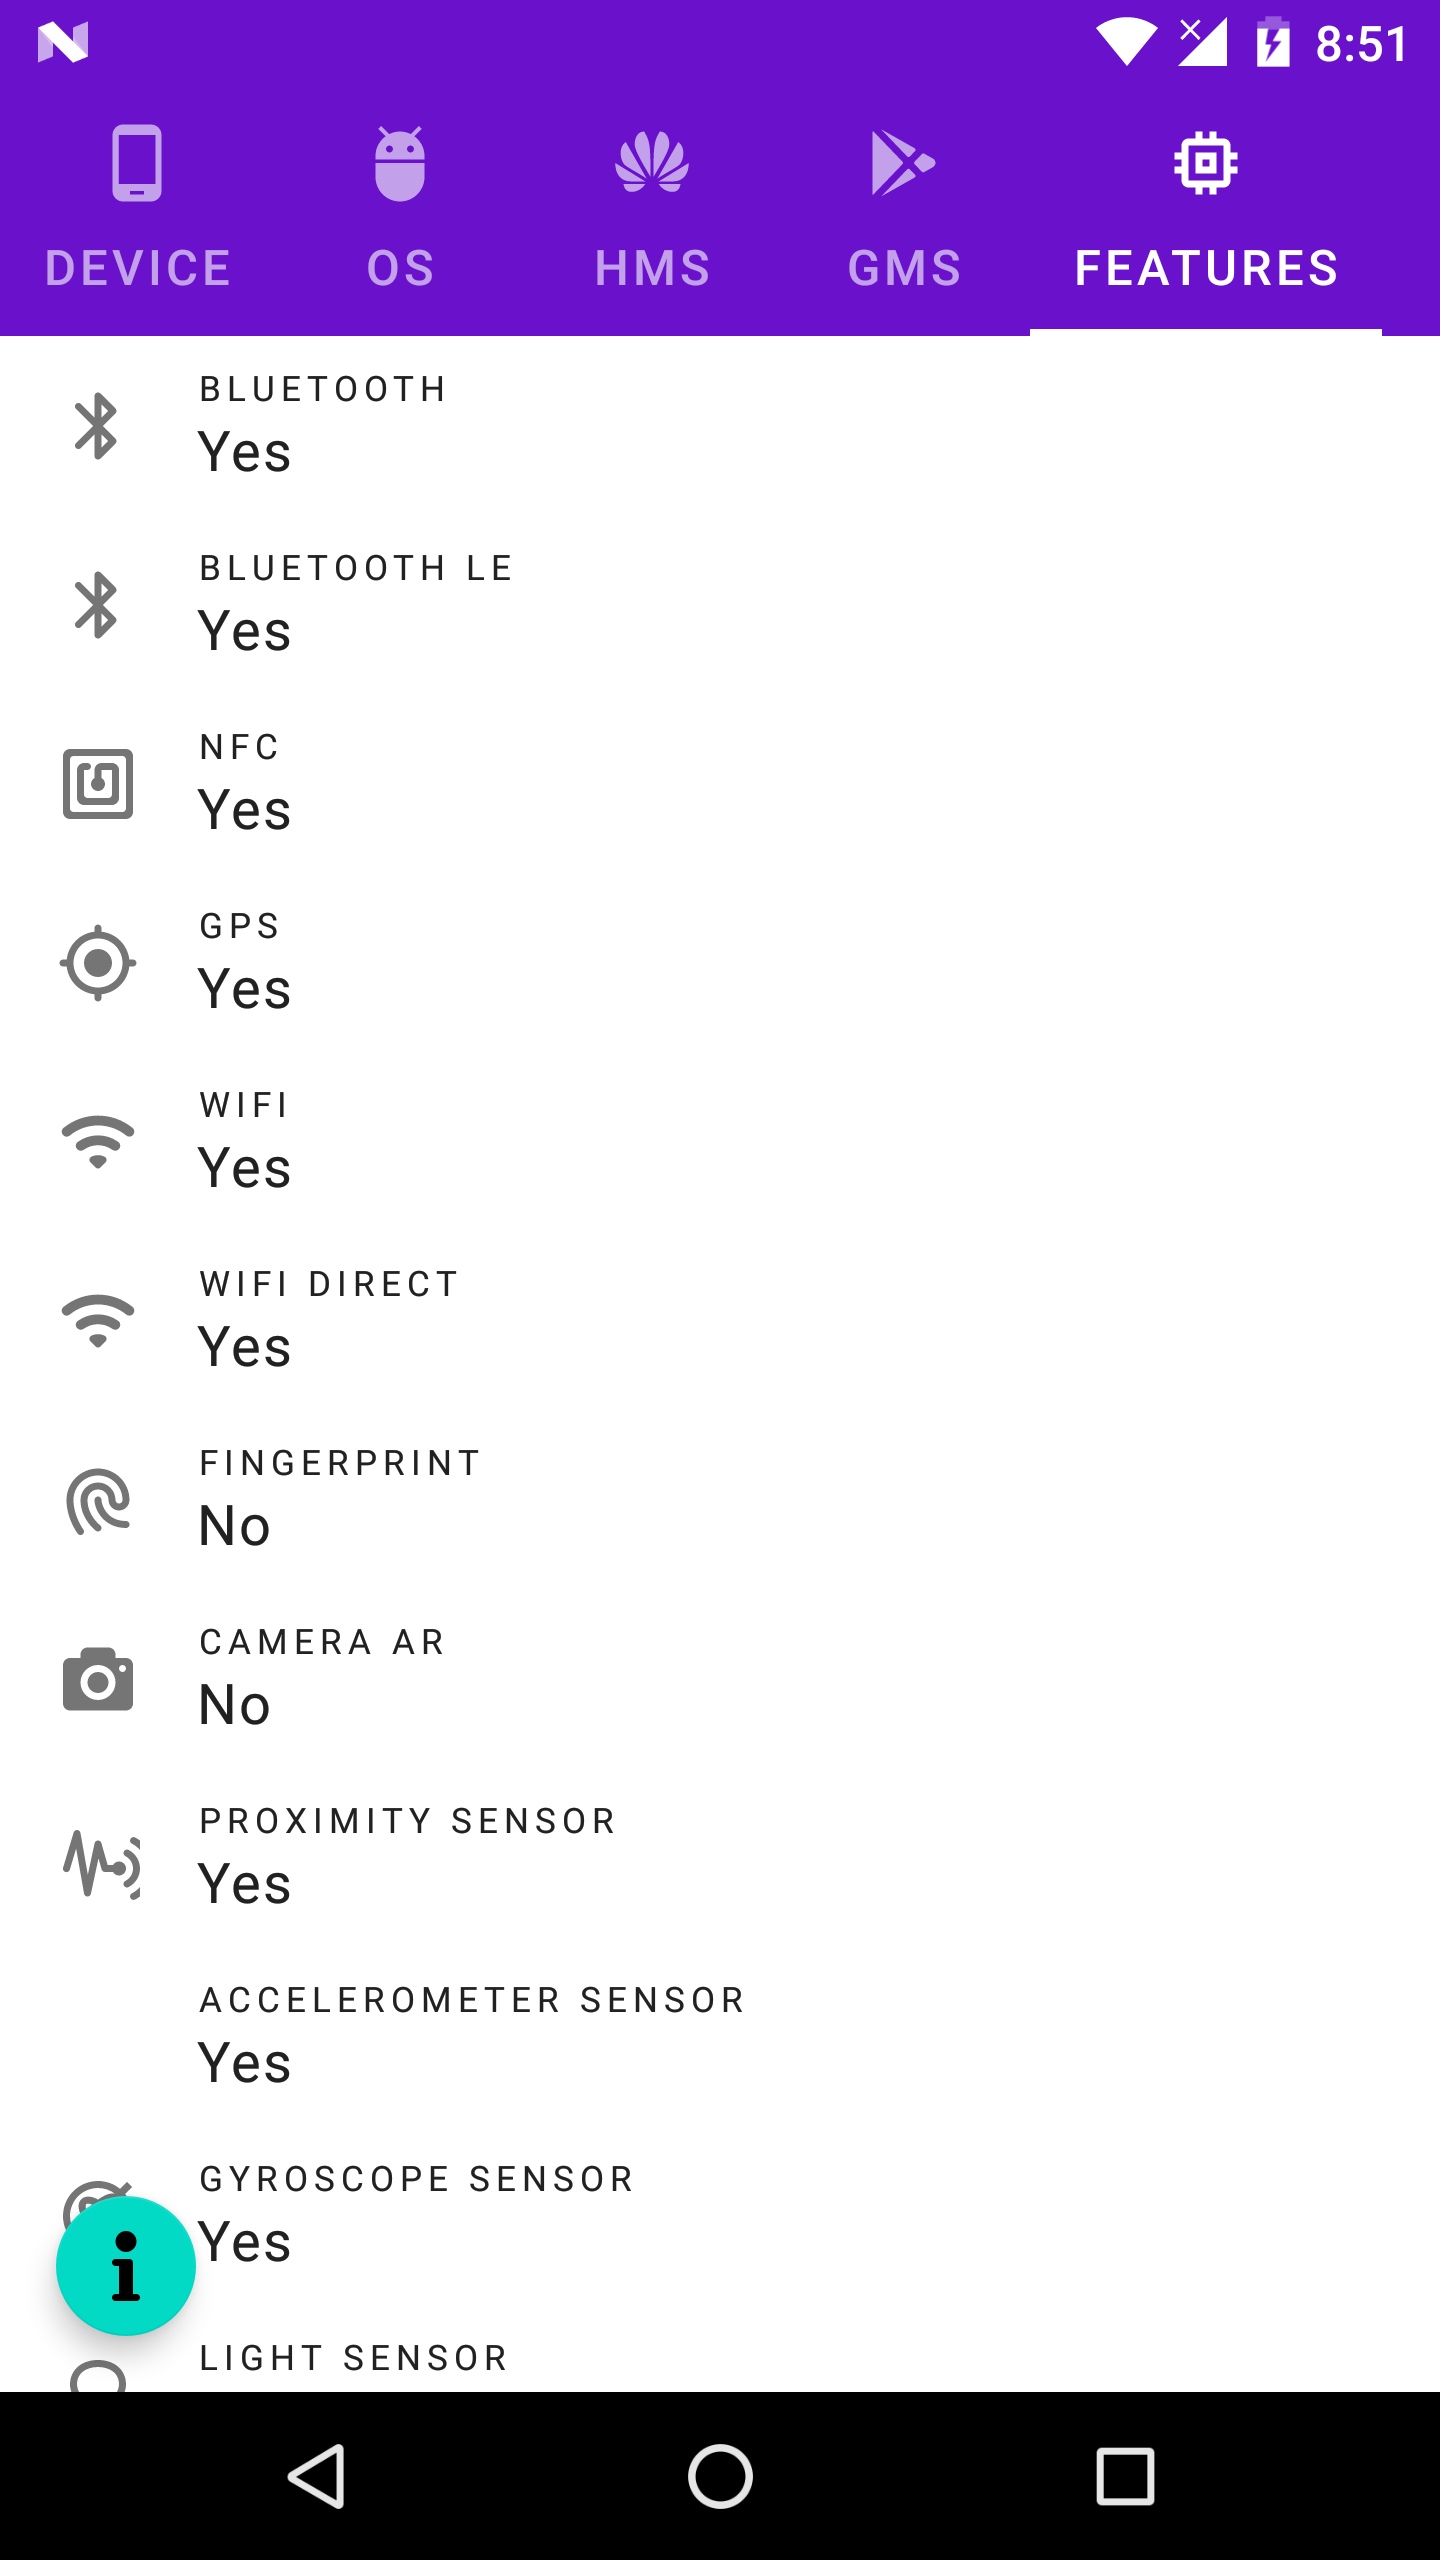 8:51
DEVICE OS HMS GMS FEATURES
BLUETOOTH
Yes
BLUETOOTH LE
Yes
NFC
Yes
GPS
Yes
WIFI
Yes
WIFI DIRECT
Yes
FINGERPRINT
No
CAMERA AR
No
PROXIMITY SENSOR
Yes
ACCELEROMETER SENSOR
Yes
GYROSCOPE SENSOR
Yes
LIGHT SENSOR